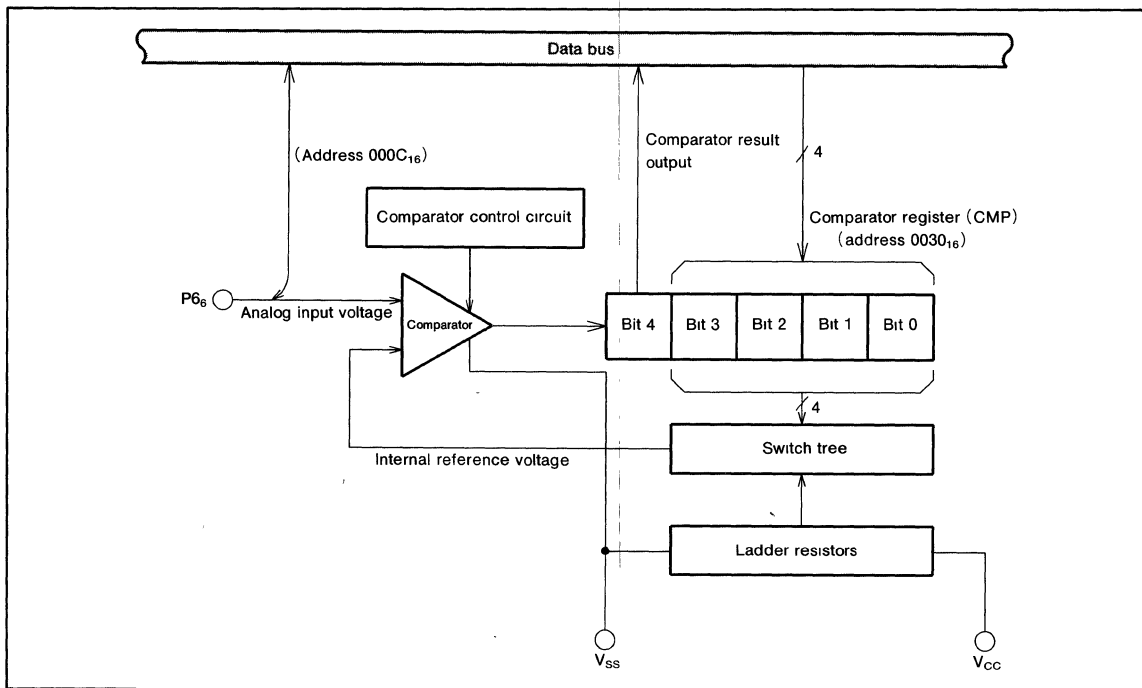 Data bus
(Address 000C₁₆)
Comparator result
output
4
Comparator control circuit
Comparator register (CMP)
(address 0030₁₆)
P6₆
Analog input voltage
Comparator
Bit 4
Bit 3
Bit 2
Bit 1
Bit 0
4
Internal reference voltage
Switch tree
Ladder resistors
V_SS
V_CC